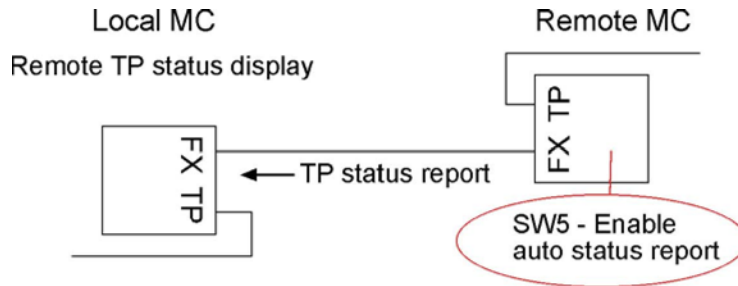 Local MC
Remote MC
Remote TP status display
FX TP
FX TP
TP status report
SW5 - Enable
auto status report